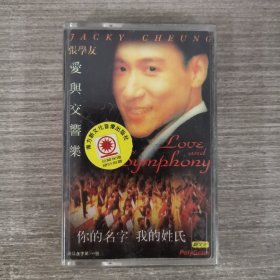 JACKY CHEUNG
張學友
愛與交響樂
Love
and
Symphony
你的名字 我的姓氏
PolyGram